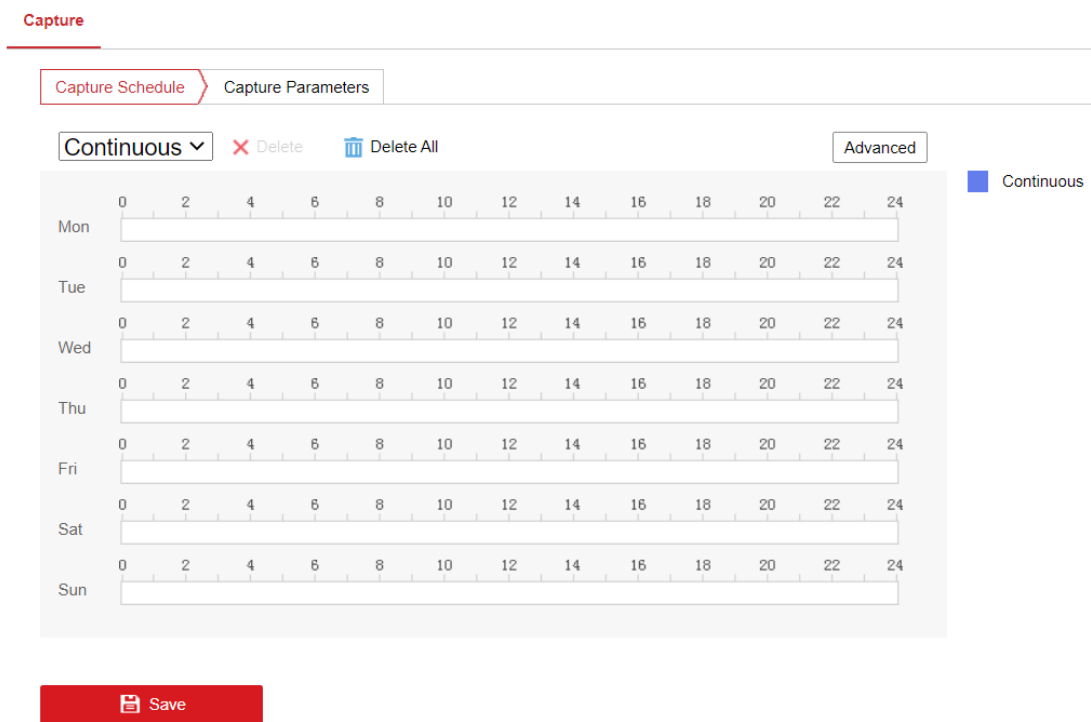 Capture
Capture Schedule Capture Parameters
Continuous Delete Delete All Advanced
Continuous
0 2 4 6 8 10 12 14 16 18 20 22 24
Mon
0 2 4 6 8 10 12 14 16 18 20 22 24
Tue
0 2 4 6 8 10 12 14 16 18 20 22 24
Wed
0 2 4 6 8 10 12 14 16 18 20 22 24
Thu
0 2 4 6 8 10 12 14 16 18 20 22 24
Fri
0 2 4 6 8 10 12 14 16 18 20 22 24
Sat
0 2 4 6 8 10 12 14 16 18 20 22 24
Sun
Save